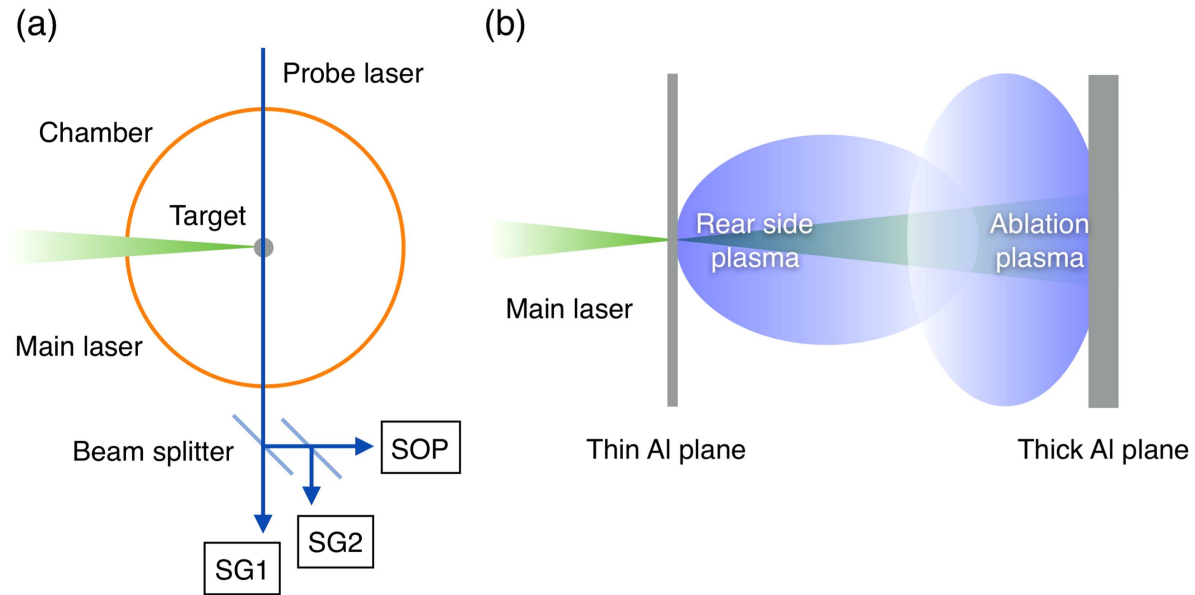 (a)
Probe laser
Chamber
Target
Main laser
Beam splitter
SOP
SG2
SG1
(b)
Rear side
plasma
Ablation
plasma
Main laser
Thin Al plane
Thick Al plane